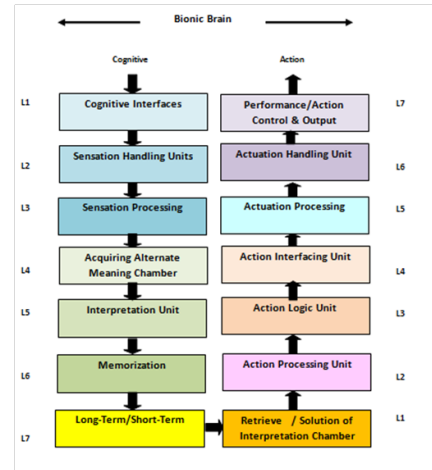 Bionic Brain
Cognitive
Action
L1
Cognitive Interfaces
Performance/Action
Control & Output
L7
L2
Sensation Handling Units
Actuation Handling Unit
L6
L3
Sensation Processing
Actuation Processing
L5
L4
Acquiring Alternate
Meaning Chamber
Action Interfacing Unit
L4
L5
Interpretation Unit
Action Logic Unit
L3
L6
Memorization
Action Processing Unit
L2
L7
Long-Term/Short-Term
Retrieve / Solution of
Interpretation Chamber
L1